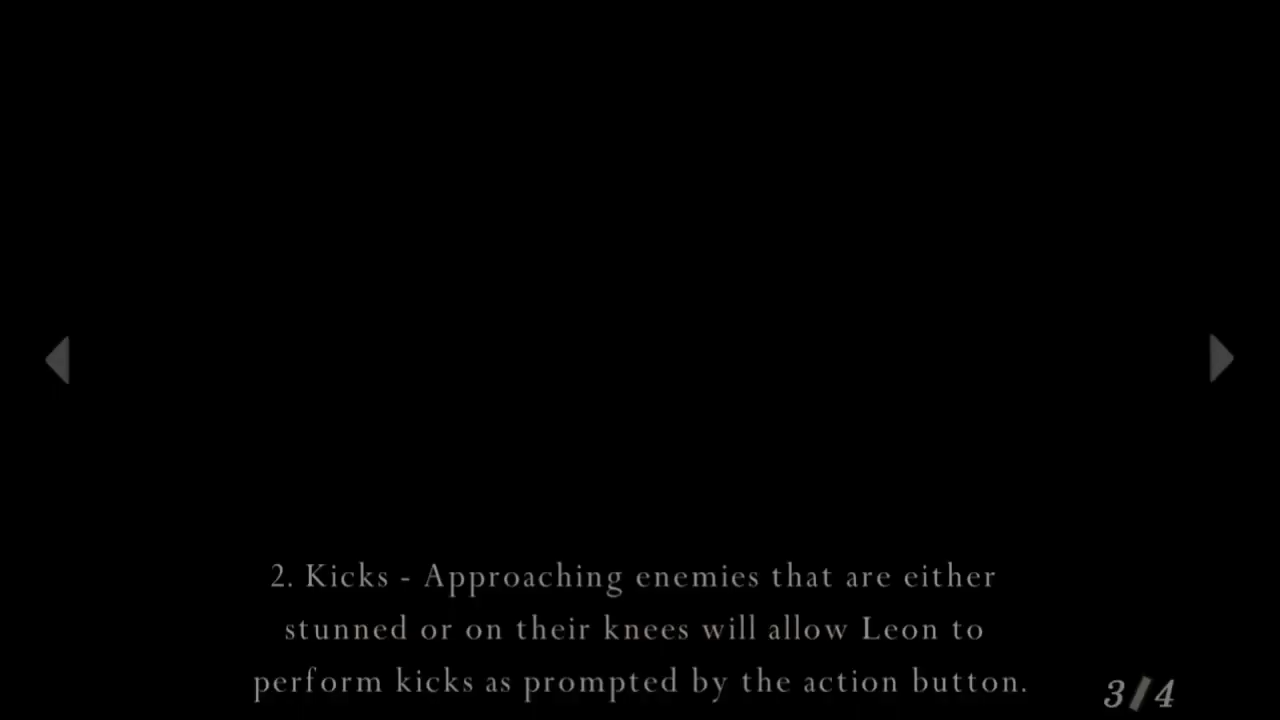 2. Kicks - Approaching enemies that are either
stunned or on their knees will allow Leon to
perform kicks as prompted by the action button.
3/4